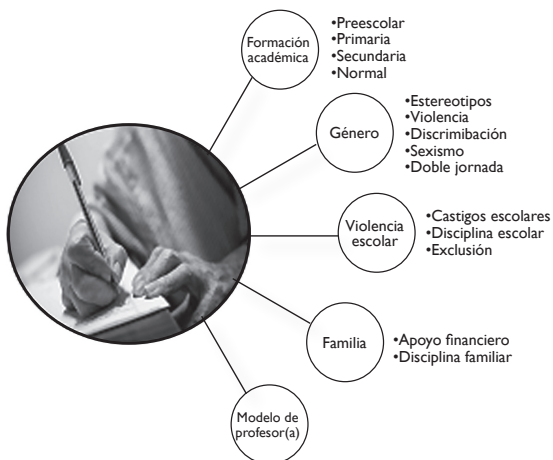 Formación
académica
•Preescolar
•Primaria
•Secundaria
•Normal
Género
•Estereotipos
•Violencia
•Discrimibación
•Sexismo
•Doble jornada
Violencia
escolar
•Castigos escolares
•Disciplina escolar
•Exclusión
Familia
•Apoyo financiero
•Disciplina familiar
Modelo de
profesor(a)